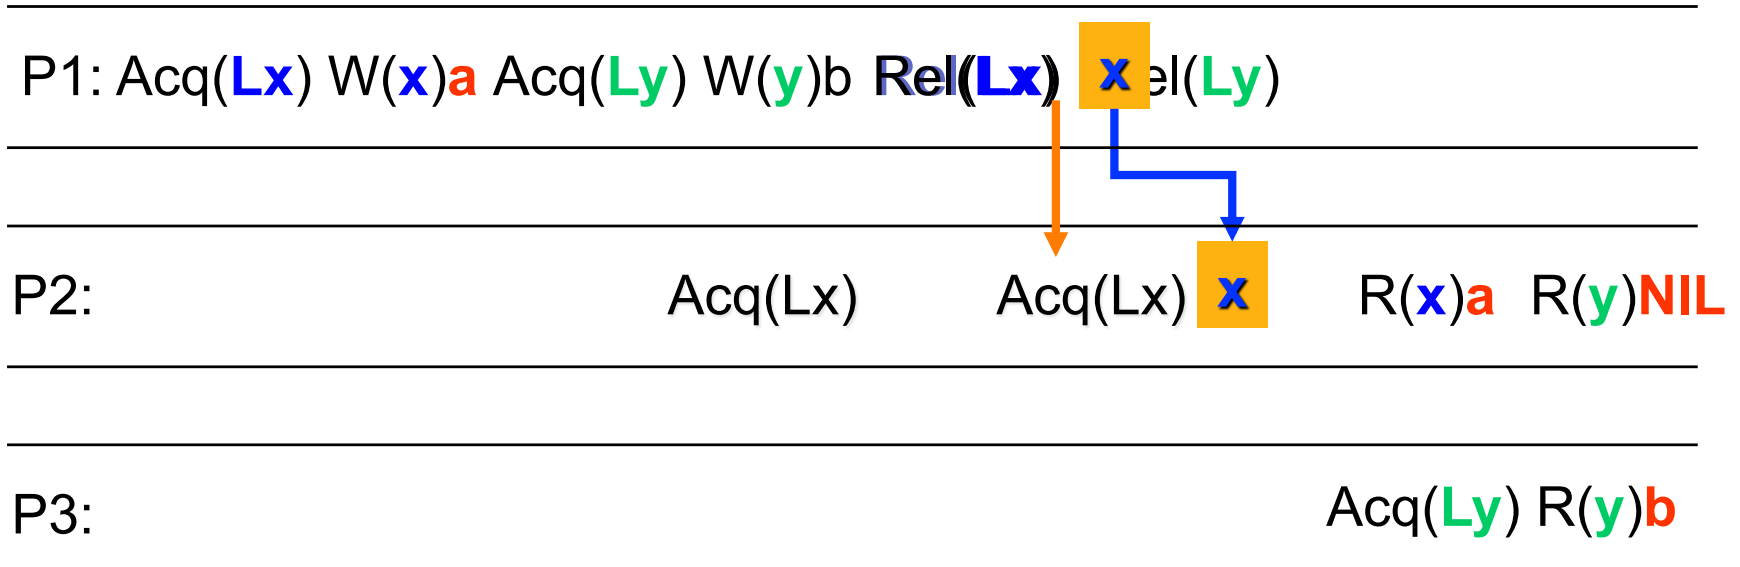 P1: Acq(Lx) W(x)a Acq(Ly) W(y)b Rel(Lx) x el(Ly)
P2: Acq(Lx) Acq(Lx) x R(x)a R(y)NIL
P3: Acq(Ly) R(y)b